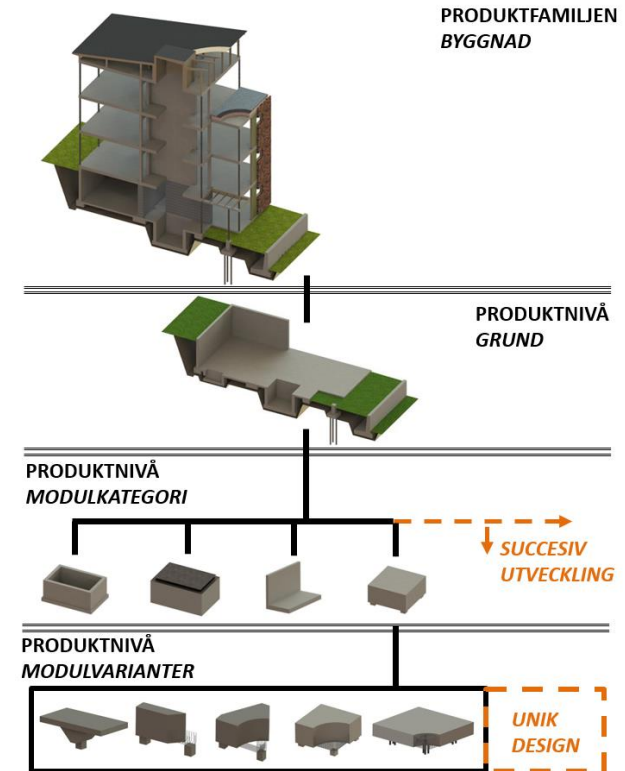 PRODUKTFAMILJEN
BYGGNAD
PRODUKTNIVÅ
GRUND
PRODUKTNIVÅ
MODULKATEGORI
SUCCESIV
UTVECKLING
PRODUKTNIVÅ
MODULVARIANTER
UNIK
DESIGN